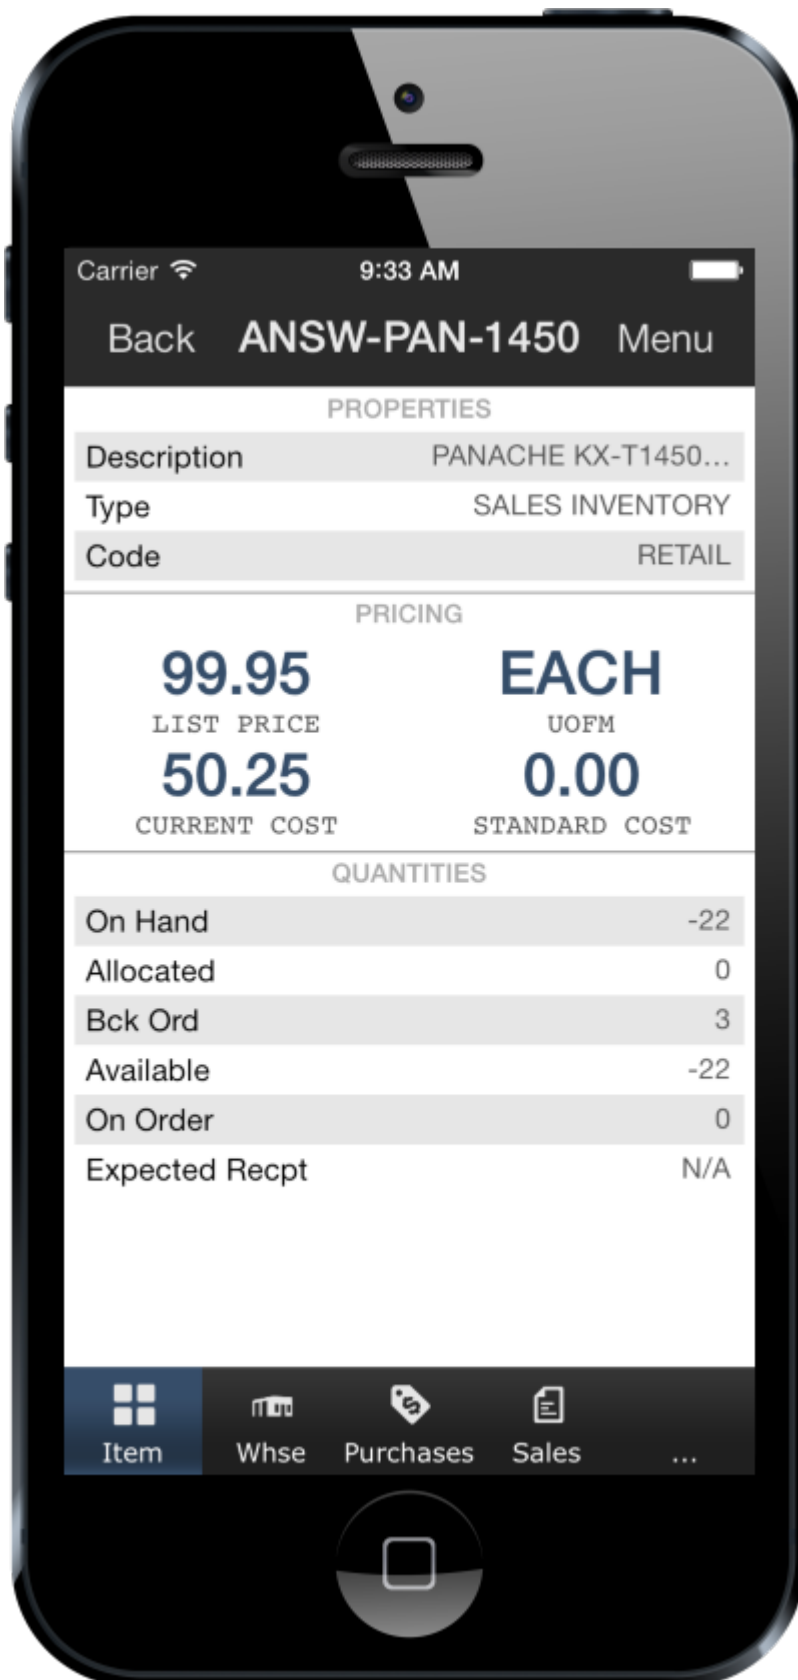 Carrier 9:33 AM
Back ANSW-PAN-1450 Menu
PROPERTIES
Description PANACHE KX-T1450...
Type SALES INVENTORY
Code RETAIL
PRICING
99.95 EACH
LIST PRICE UOFM
50.25 0.00
CURRENT COST STANDARD COST
QUANTITIES
On Hand -22
Allocated 0
Bck Ord 3
Available -22
On Order 0
Expected Recpt N/A
Item Whse Purchases Sales ...